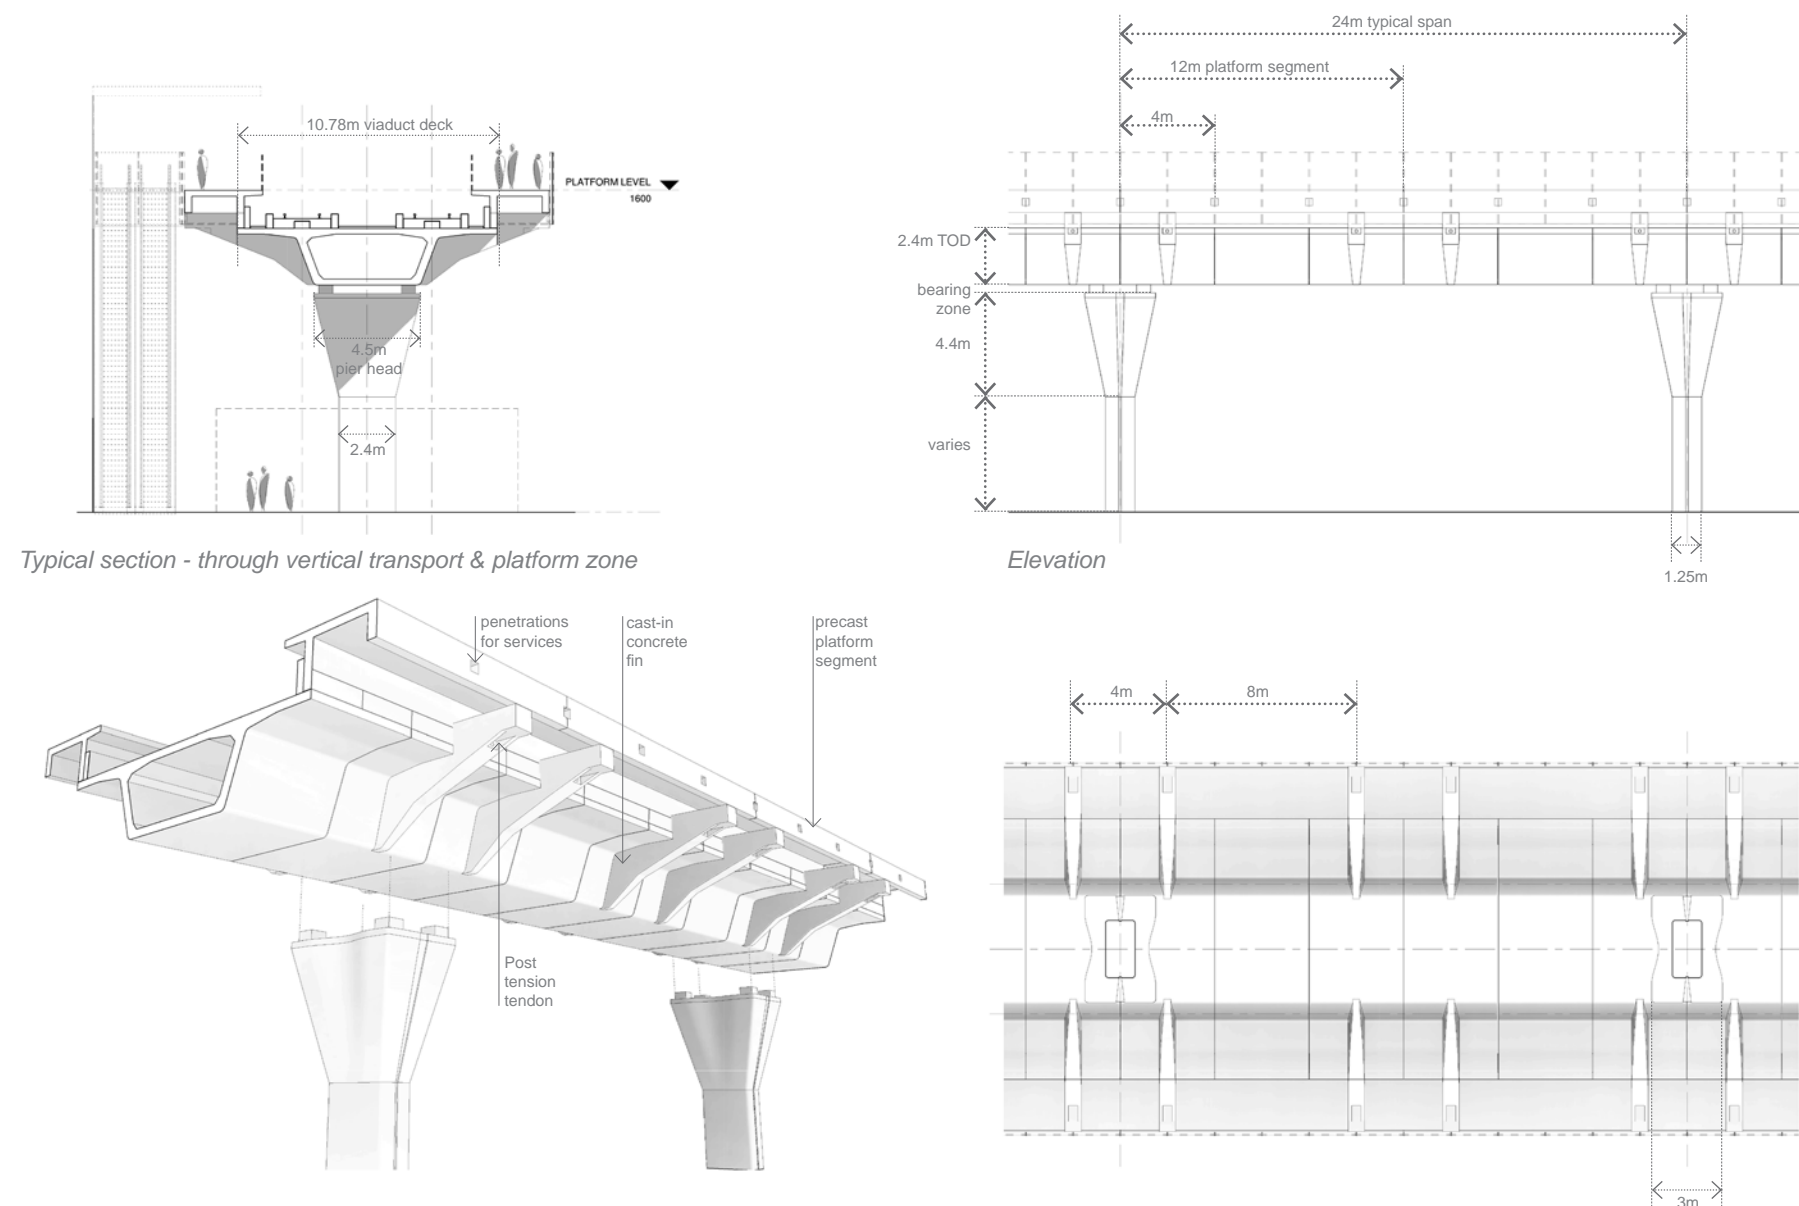 24m typical span
12m platform segment
4m
10.78m viaduct deck
PLATFORM LEVEL
1600
4.5m
pier head
2.4m
2.4m TOD
bearing
zone
4.4m
varies
1.25m
Typical section - through vertical transport & platform zone
Elevation
penetrations
for services
cast-in
concrete
fin
precast
platform
segment
Post
tension
tendon
4m
8m
3m